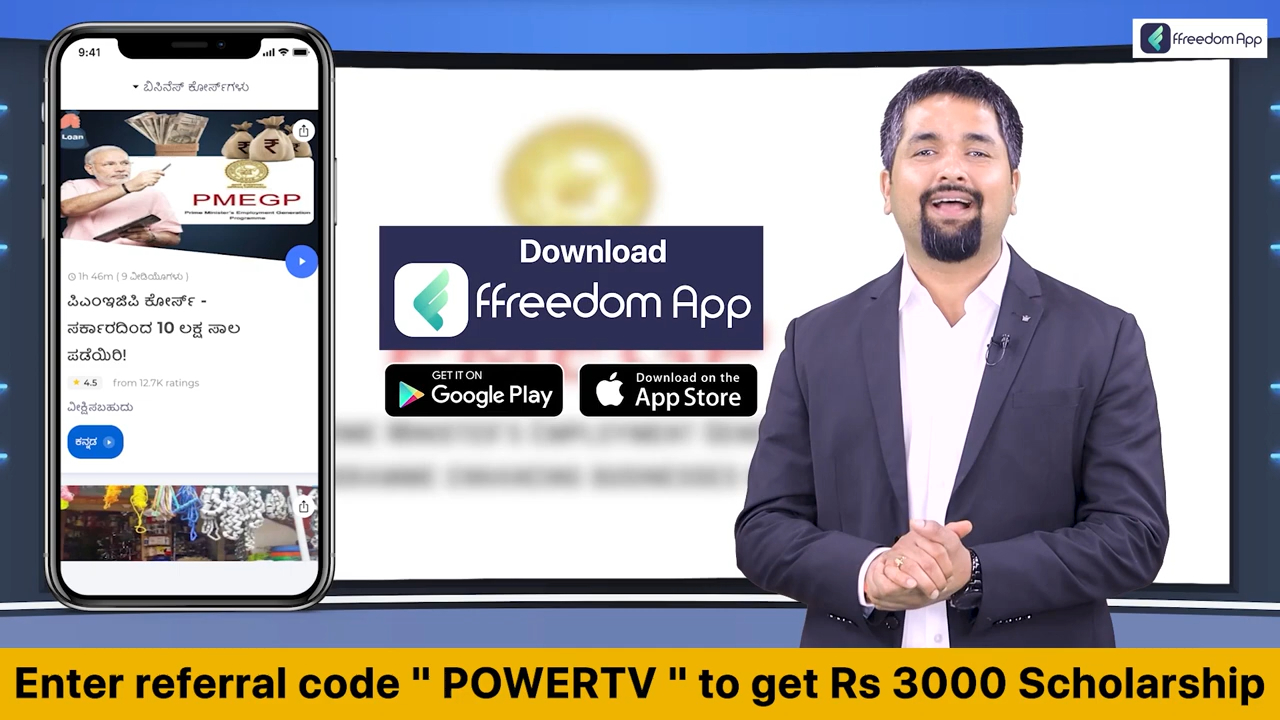 9:41
ಬಿಸಿನೆಸ್ ಕೋರ್ಸ್‌ಗಳು
Loan
PMEGP
Prime Minister's Employment Generation
Programme
1h 46m ( 9 ವೀಡಿಯೊಗಳು )
ಪಿಎಂಇಜಿಪಿ ಕೋರ್ಸ್ -
ಸರ್ಕಾರದಿಂದ 10 ಲಕ್ಷ ಸಾಲ
ಪಡೆಯಿರಿ!
4.5 from 12.7K ratings
ವೀಕ್ಷಿಸಬಹುದು
ಕನ್ನಡ
Download
ffreedom App
GET IT ON
Google Play
Download on the
App Store
ffreedom App
Enter referral code " POWERTV " to get Rs 3000 Scholarship